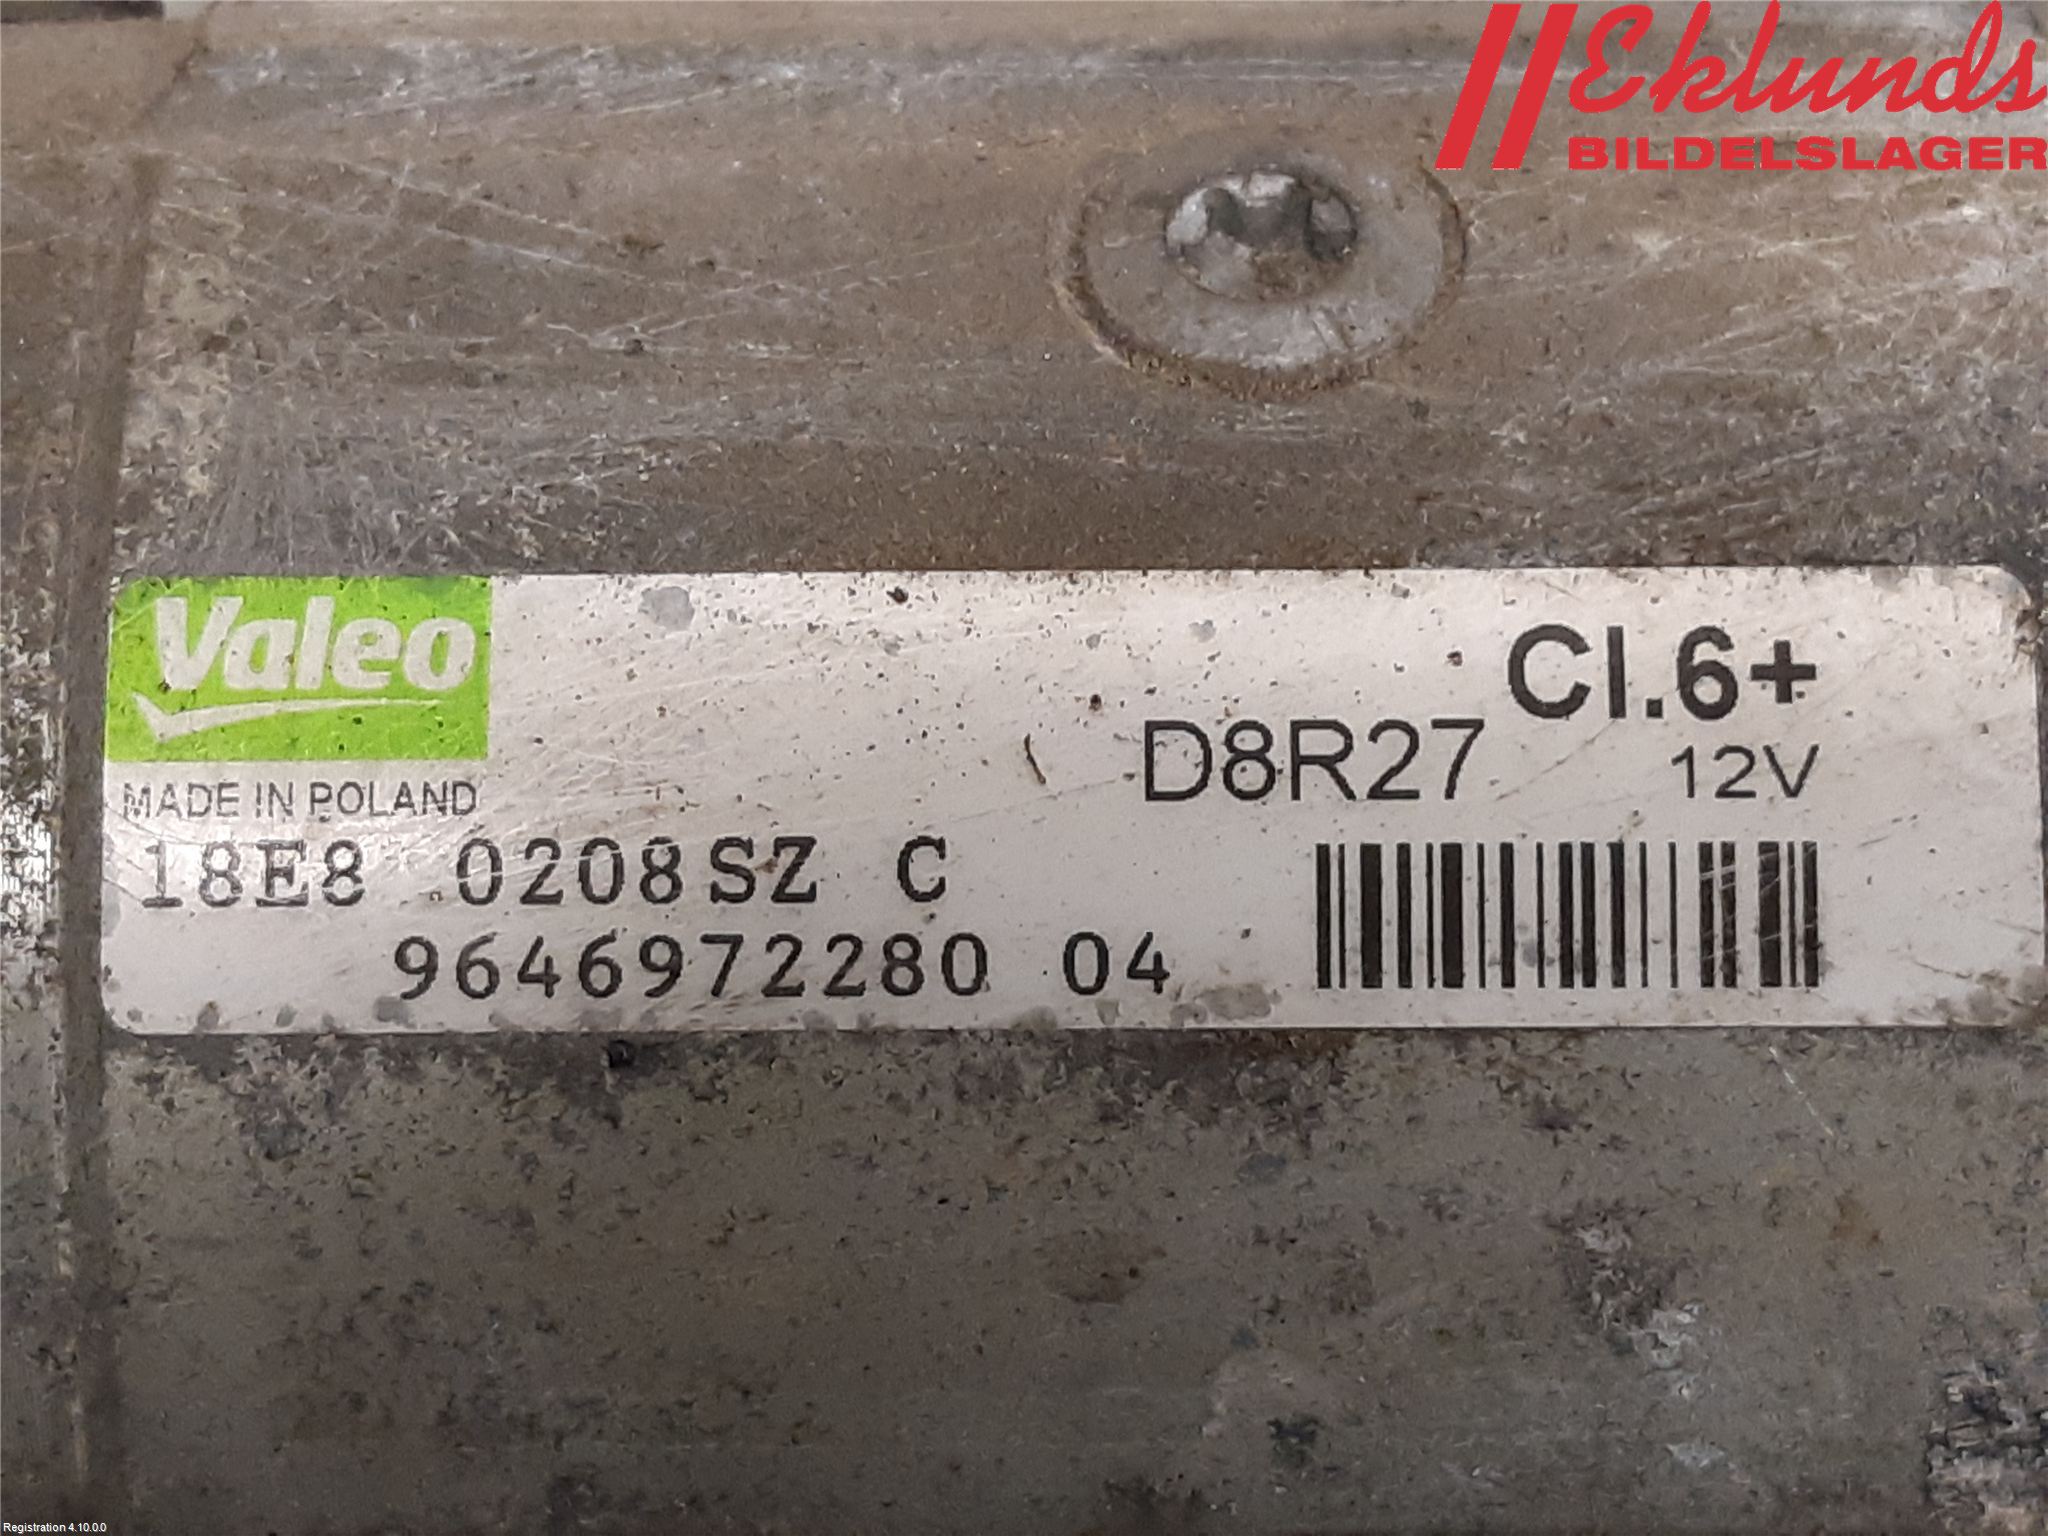 Eklunds
BILDELSLAGER
Valeo
MADE IN POLAND
Cl.6+
D8R27
12V
18E8 0208SZ C
9646972280 04
Registration 4.10.0.0